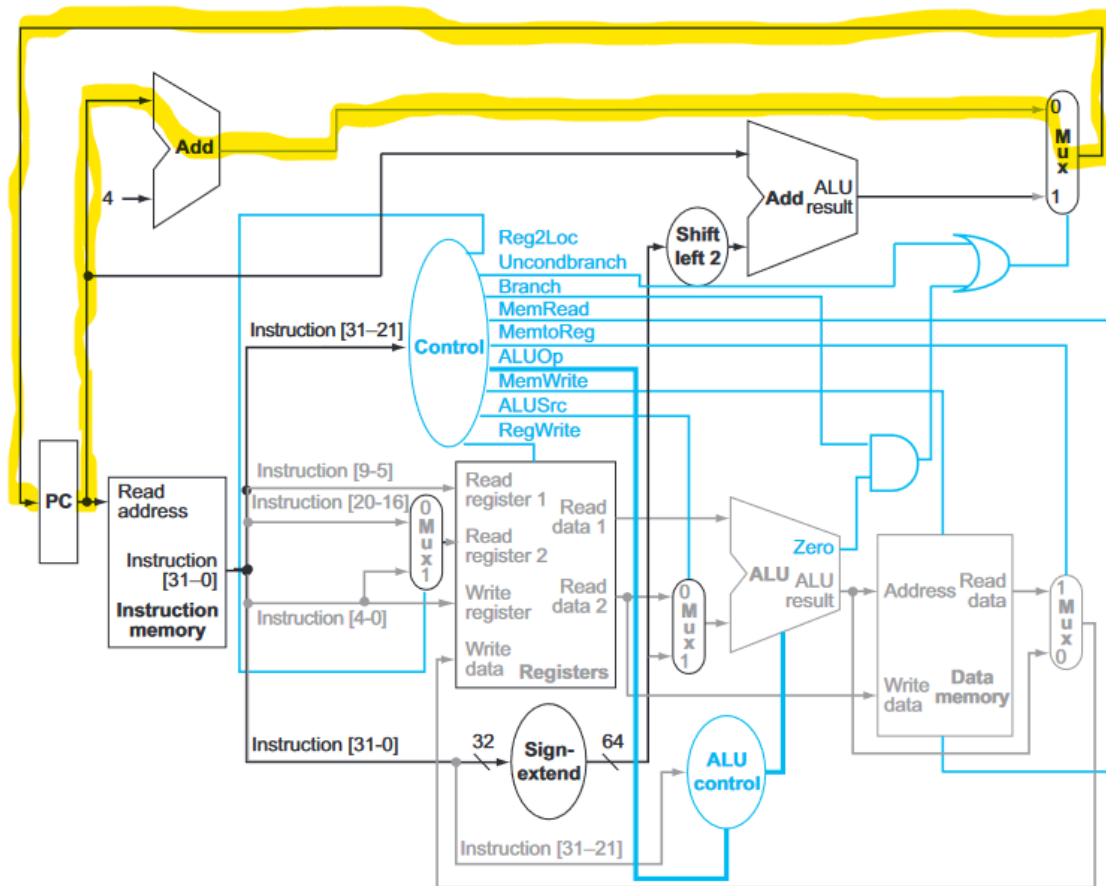 0
Mux
1
Add
4
Add
ALU
result
Shift
left 2
Reg2Loc
Uncondbranch
Branch
MemRead
MemtoReg
ALUOp
MemWrite
ALUSrc
RegWrite
Control
Instruction [31–21]
PC
Read
address
Instruction
[31–0]
Instruction
memory
Instruction [9-5]
Instruction [20-16]
Instruction [4-0]
0
Mux
1
Read
register 1
Read
register 2
Write
register
Write
data
Read
data 1
Read
data 2
Registers
0
Mux
1
Zero
ALU
ALU
result
Address
Read
data
Write
data
Data
memory
1
Mux
0
Instruction [31-0]
32
Sign-
extend
64
ALU
control
Instruction [31–21]